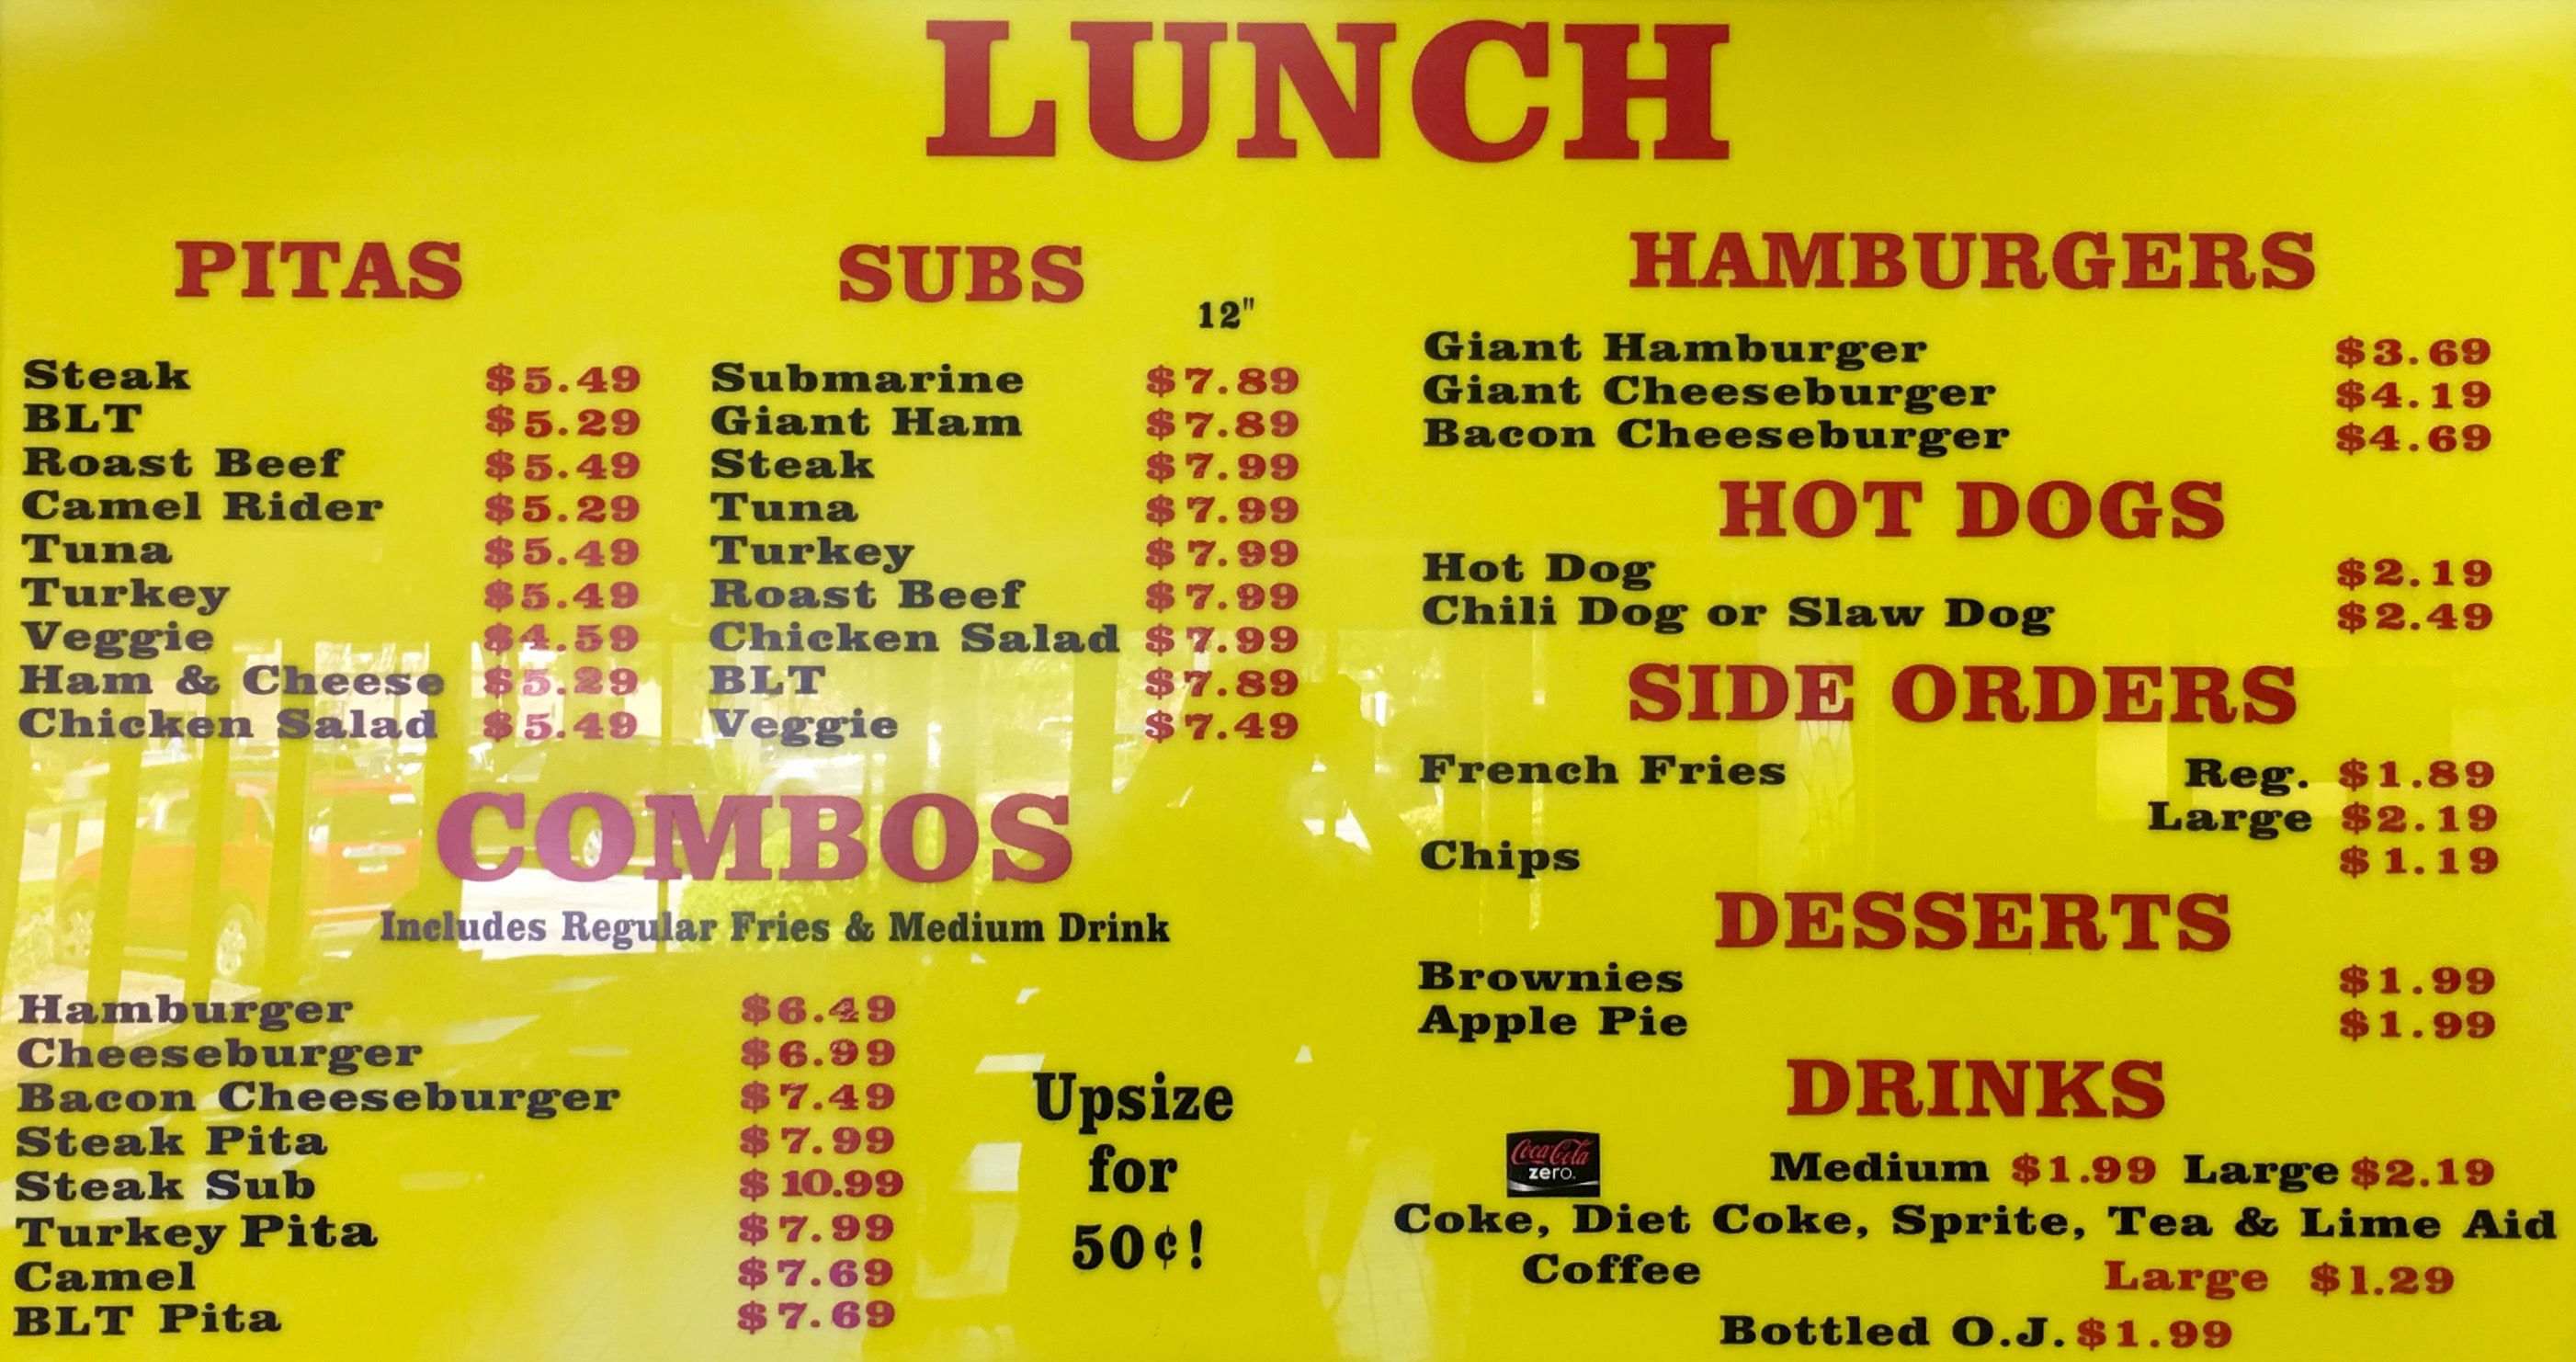 LUNCH
PITAS
Steak $5.49
BLT $5.29
Roast Beef $5.49
Camel Rider $5.29
Tuna $5.49
Turkey $5.49
Veggie $4.59
Ham & Cheese $5.29
Chicken Salad $5.49
SUBS
12"
Submarine $7.89
Giant Ham $7.89
Steak $7.99
Tuna $7.99
Turkey $7.99
Roast Beef $7.99
Chicken Salad $7.99
BLT $7.89
Veggie $7.49
COMBOS
Includes Regular Fries & Medium Drink
Hamburger $6.49
Cheeseburger $6.99
Bacon Cheeseburger $7.49
Steak Pita $7.99
Steak Sub $10.99
Turkey Pita $7.99
Camel $7.69
BLT Pita $7.69
Upsize
for
50¢!
HAMBURGERS
Giant Hamburger $3.69
Giant Cheeseburger $4.19
Bacon Cheeseburger $4.69
HOT DOGS
Hot Dog $2.19
Chili Dog or Slaw Dog $2.49
SIDE ORDERS
French Fries Reg. $1.89
Large $2.19
Chips $1.19
DESSERTS
Brownies $1.99
Apple Pie $1.99
DRINKS
Coca-Cola
zero.
Medium $1.99 Large $2.19
Coke, Diet Coke, Sprite, Tea & Lime Aid
Coffee Large $1.29
Bottled O.J. $1.99